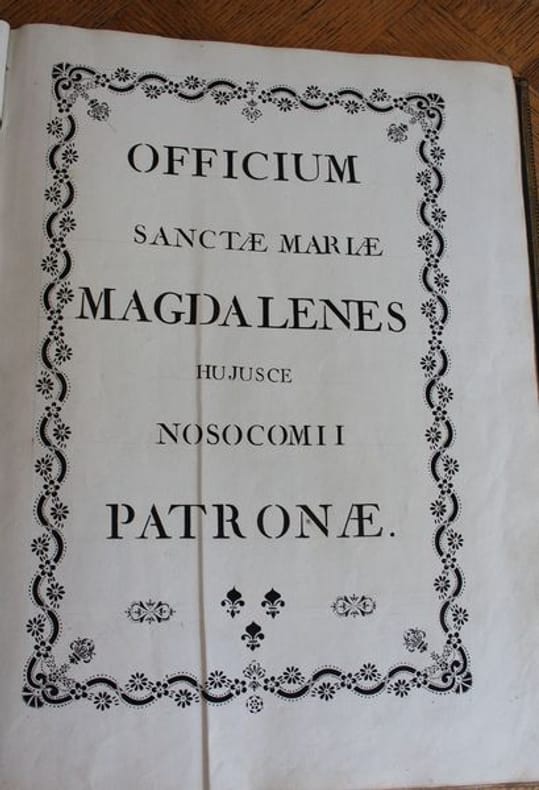 OFFICIUM
SANCTÆ MARIÆ
MAGDALENES
HUJUSCE
NOSOCOMII
PATRONÆ.